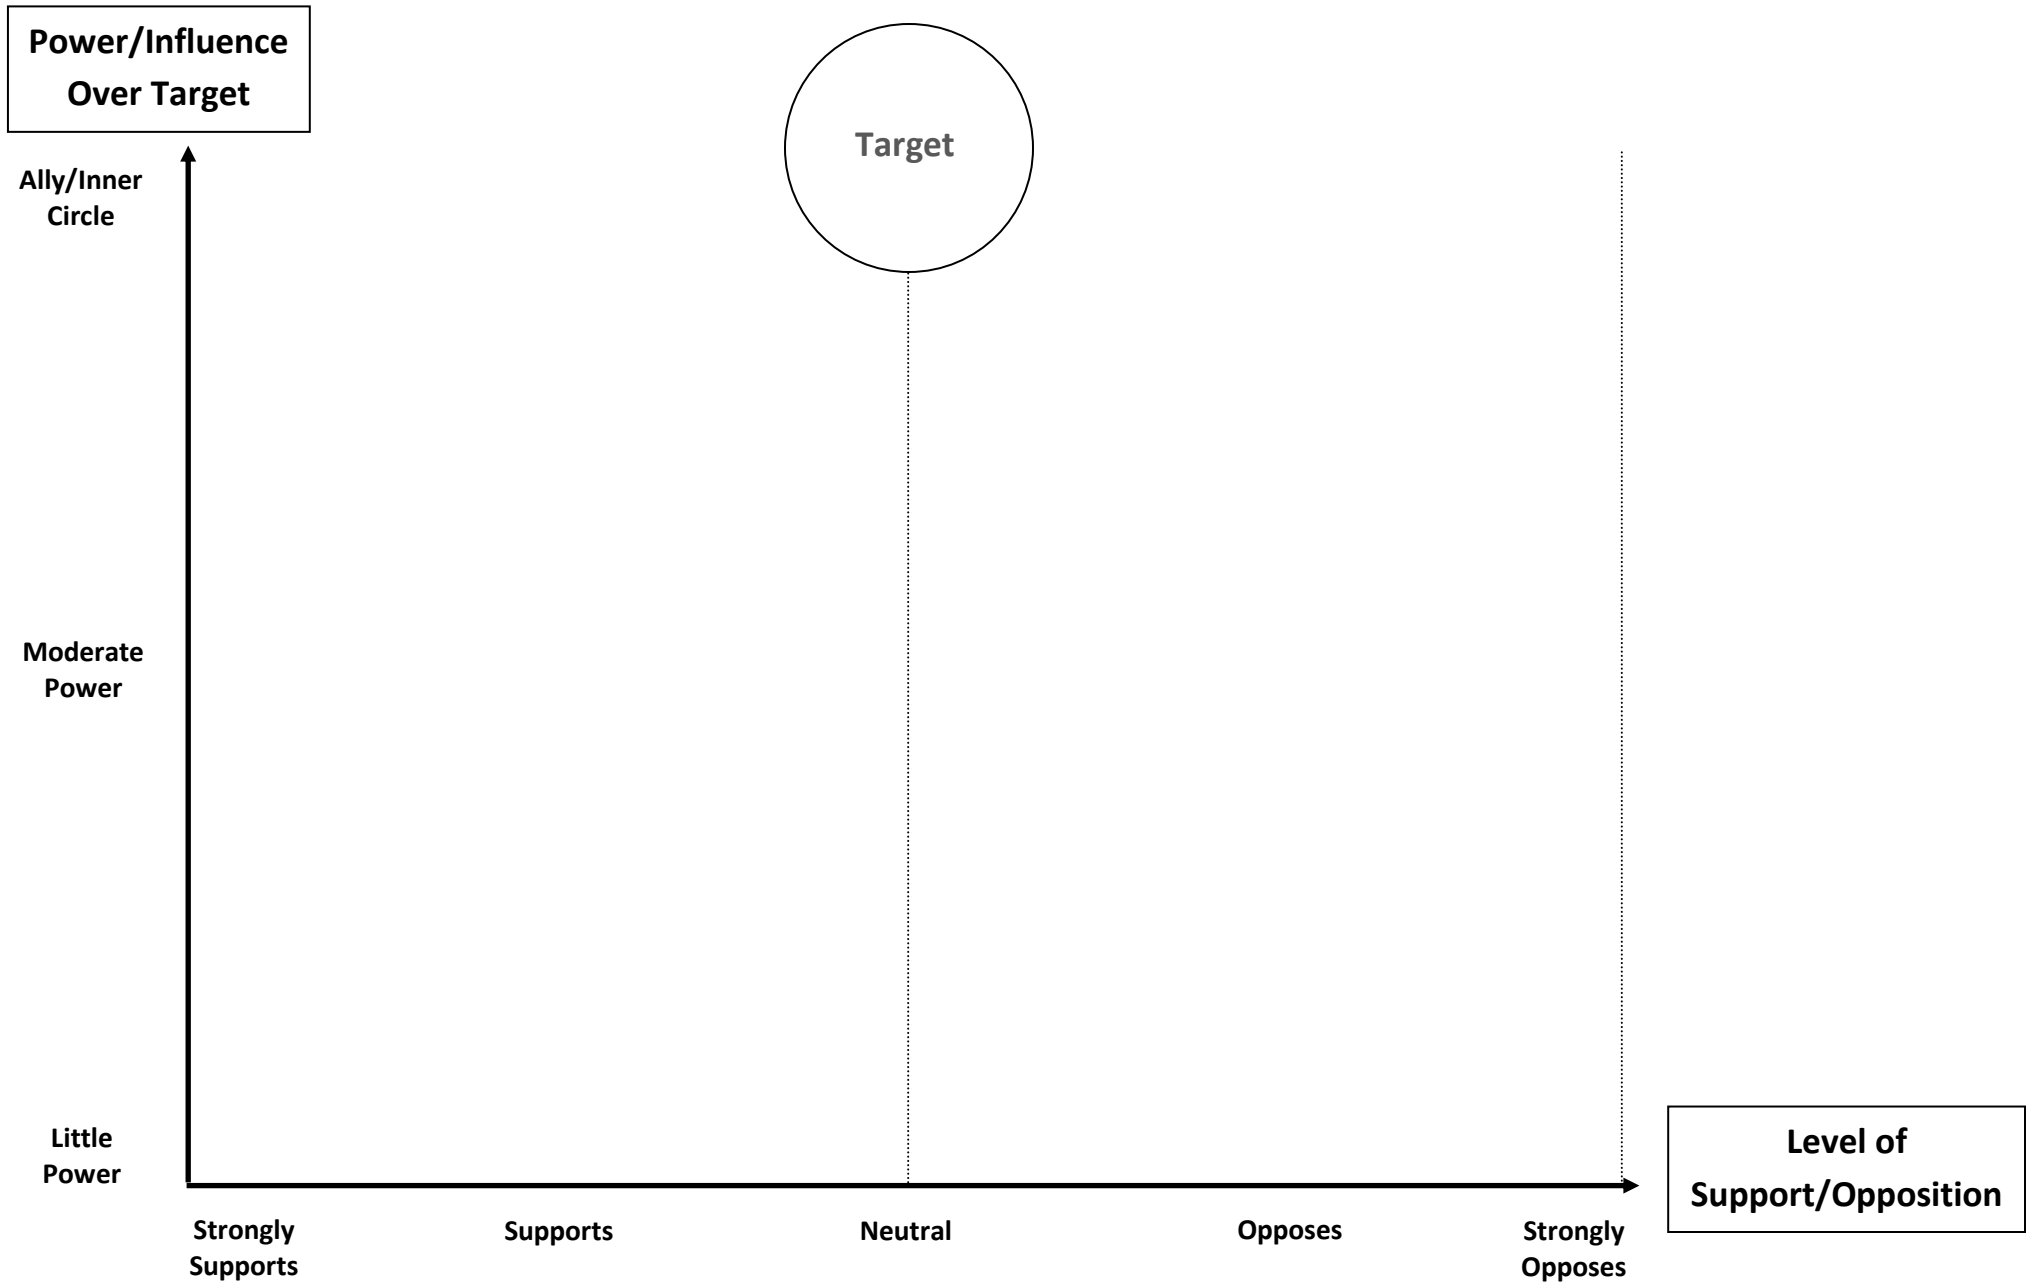 Power/Influence
Over Target
Target
Ally/Inner
Circle
Moderate
Power
Little
Power
Level of
Support/Opposition
Strongly
Supports
Supports
Neutral
Opposes
Strongly
Opposes